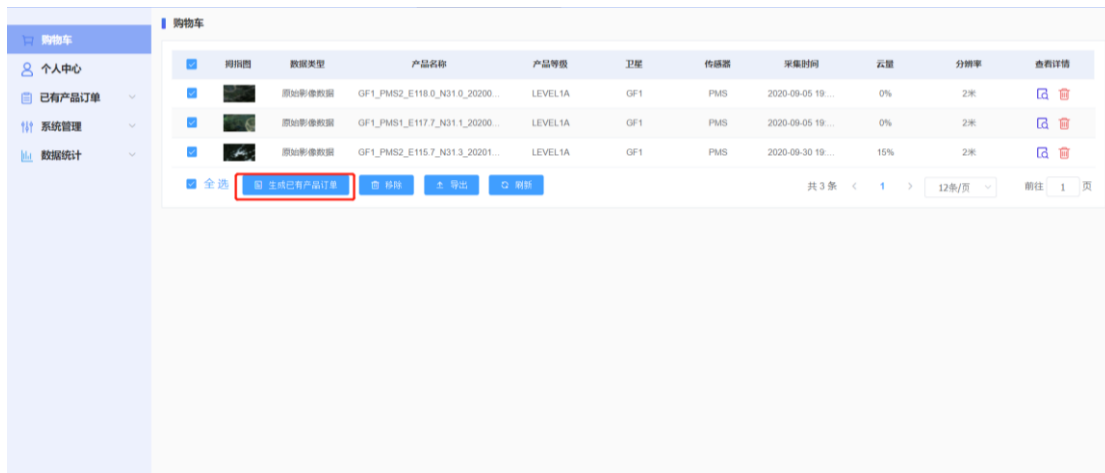 购物车
购物车
个人中心
已有产品订单
系统管理
数据统计
拇指图 数据类型 产品名称 产品等级 卫星 传感器 采集时间 云量 分辨率 查看详情
原始影像数据 GF1_PMS2_E118.0_N31.0_20200... LEVEL1A GF1 PMS 2020-09-05 19:... 0% 2米
原始影像数据 GF1_PMS1_E117.7_N31.1_20200... LEVEL1A GF1 PMS 2020-09-05 19:... 0% 2米
原始影像数据 GF1_PMS2_E115.7_N31.3_20201... LEVEL1A GF1 PMS 2020-09-30 19:... 15% 2米
全选 生成已有产品订单 移除 导出 刷新 共 3 条 < 1 > 12条/页 前往 1 页